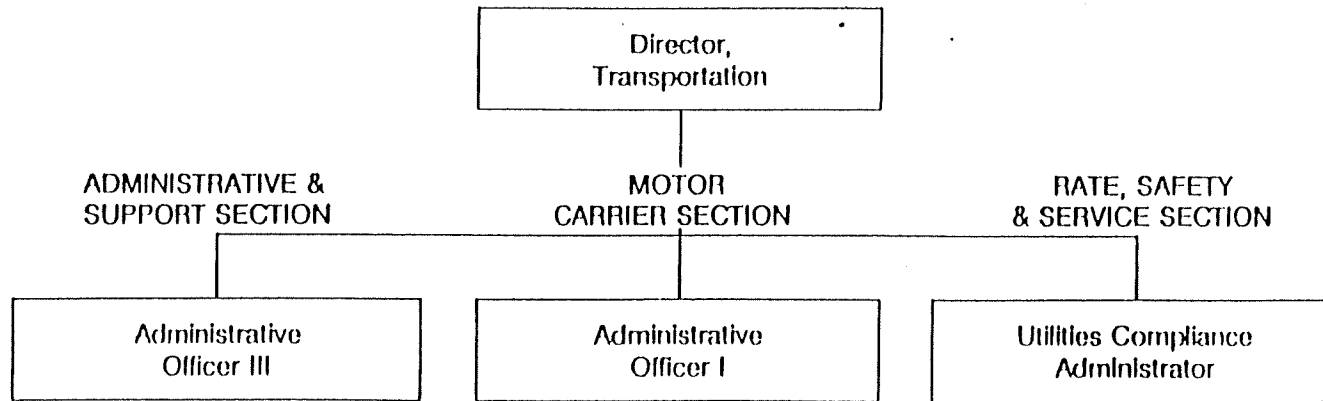 Director,
Transportation
ADMINISTRATIVE &
SUPPORT SECTION
MOTOR
CARRIER SECTION
RATE, SAFETY
& SERVICE SECTION
Administrative
Officer III
Administrative
Officer I
Utilities Compliance
Administrator